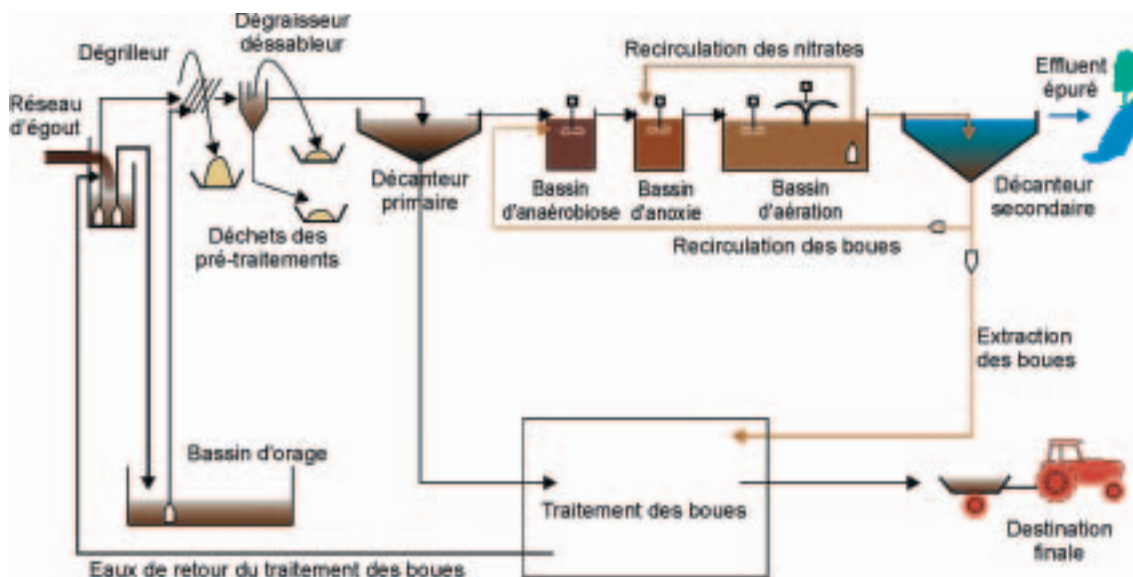 Dégraisseur
déssableur
Dégrilleur
Recirculation des nitrates
Effluent
épuré
Réseau
d'égout
Décanteur
primaire
Bassin
d'anaérobiose
Bassin
d'anoxie
Bassin
d'aération
Décanteur
secondaire
Déchets des
pré-traitements
Recirculation des boues
Extraction
des boues
Bassin d'orage
Traitement des boues
Destination
finale
Eaux de retour du traitement des boues